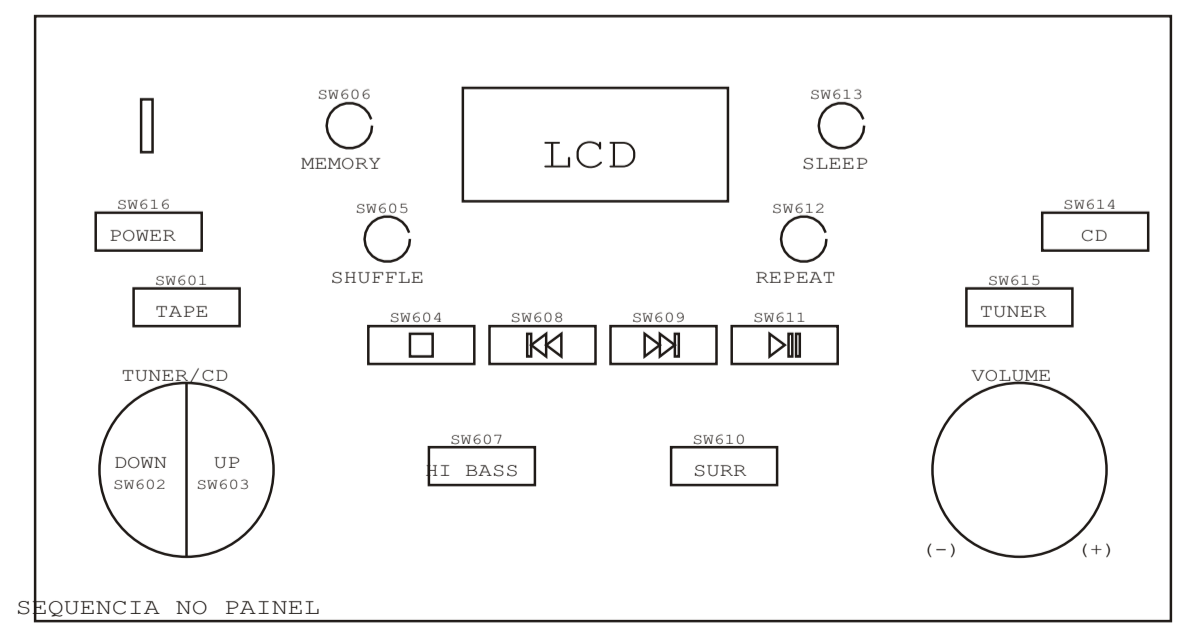 SW606
SW613
LCD
MEMORY
SLEEP
SW616
SW605
SW612
SW614
POWER
CD
SHUFFLE
REPEAT
SW601
SW615
TAPE
TUNER
SW604 SW608 SW609 SW611
TUNER/CD
VOLUME
SW607
SW610
DOWN
UP
HI BASS
SURR
SW602
SW603
(-)
(+)
SEQUENCIA NO PAINEL